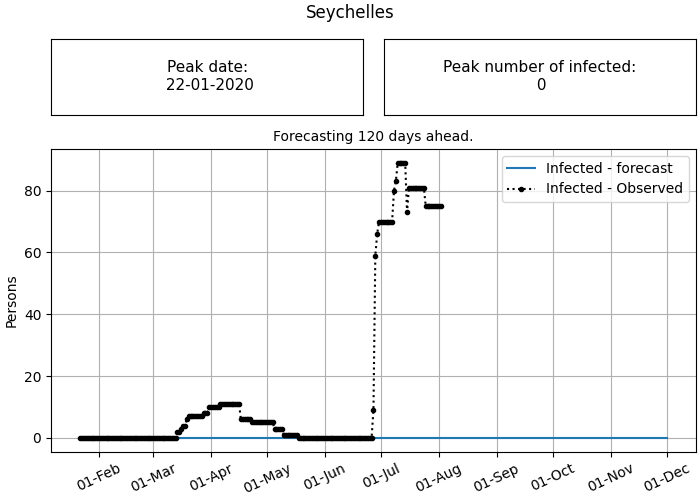 Seychelles
Peak date:
22-01-2020
Peak number of infected:
0
Forecasting 120 days ahead.
Infected - forecast
Infected - Observed
Persons
80
60
40
20
0
01-Feb
01-Mar
01-Apr
01-May
01-Jun
01-Jul
01-Aug
01-Sep
01-Oct
01-Nov
01-Dec